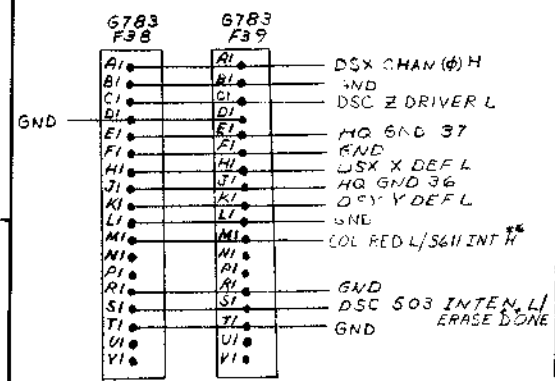 G783 G783
F38 F39
A1 A1 DSX CHAN (φ) H
B1 B1 GND
C1 C1 DSC Z DRIVER L
GND D1 D1
E1 E1 HQ GND 37
F1 F1 GND
H1 H1 DSX X DEF L
J1 J1 HQ GND 36
K1 K1 DSY Y DEF L
L1 L1 GND
M1 M1 COL RED L/5611 INT H**
N1 N1
P1 P1
R1 R1 GND
S1 S1 DSC 503 INTEN. L/
ERASE DONE
T1 T1 GND
U1 U1
V1 V1